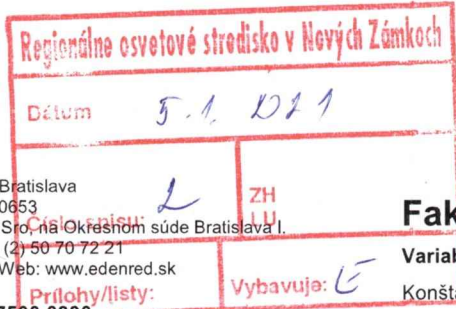 Regionálne osvetové stredisko v Nových Zámkoch
Dátum 5.1. 2021
Bratislava
0653
Číslo spisu: 2
ZH
LU
Sro, na Okresnom súde Bratislava I.
(2) 50 70 72 21
Web: www.edenred.sk
Fak
Variab
Prílohy/listy:
Vybavuje:
Konšta